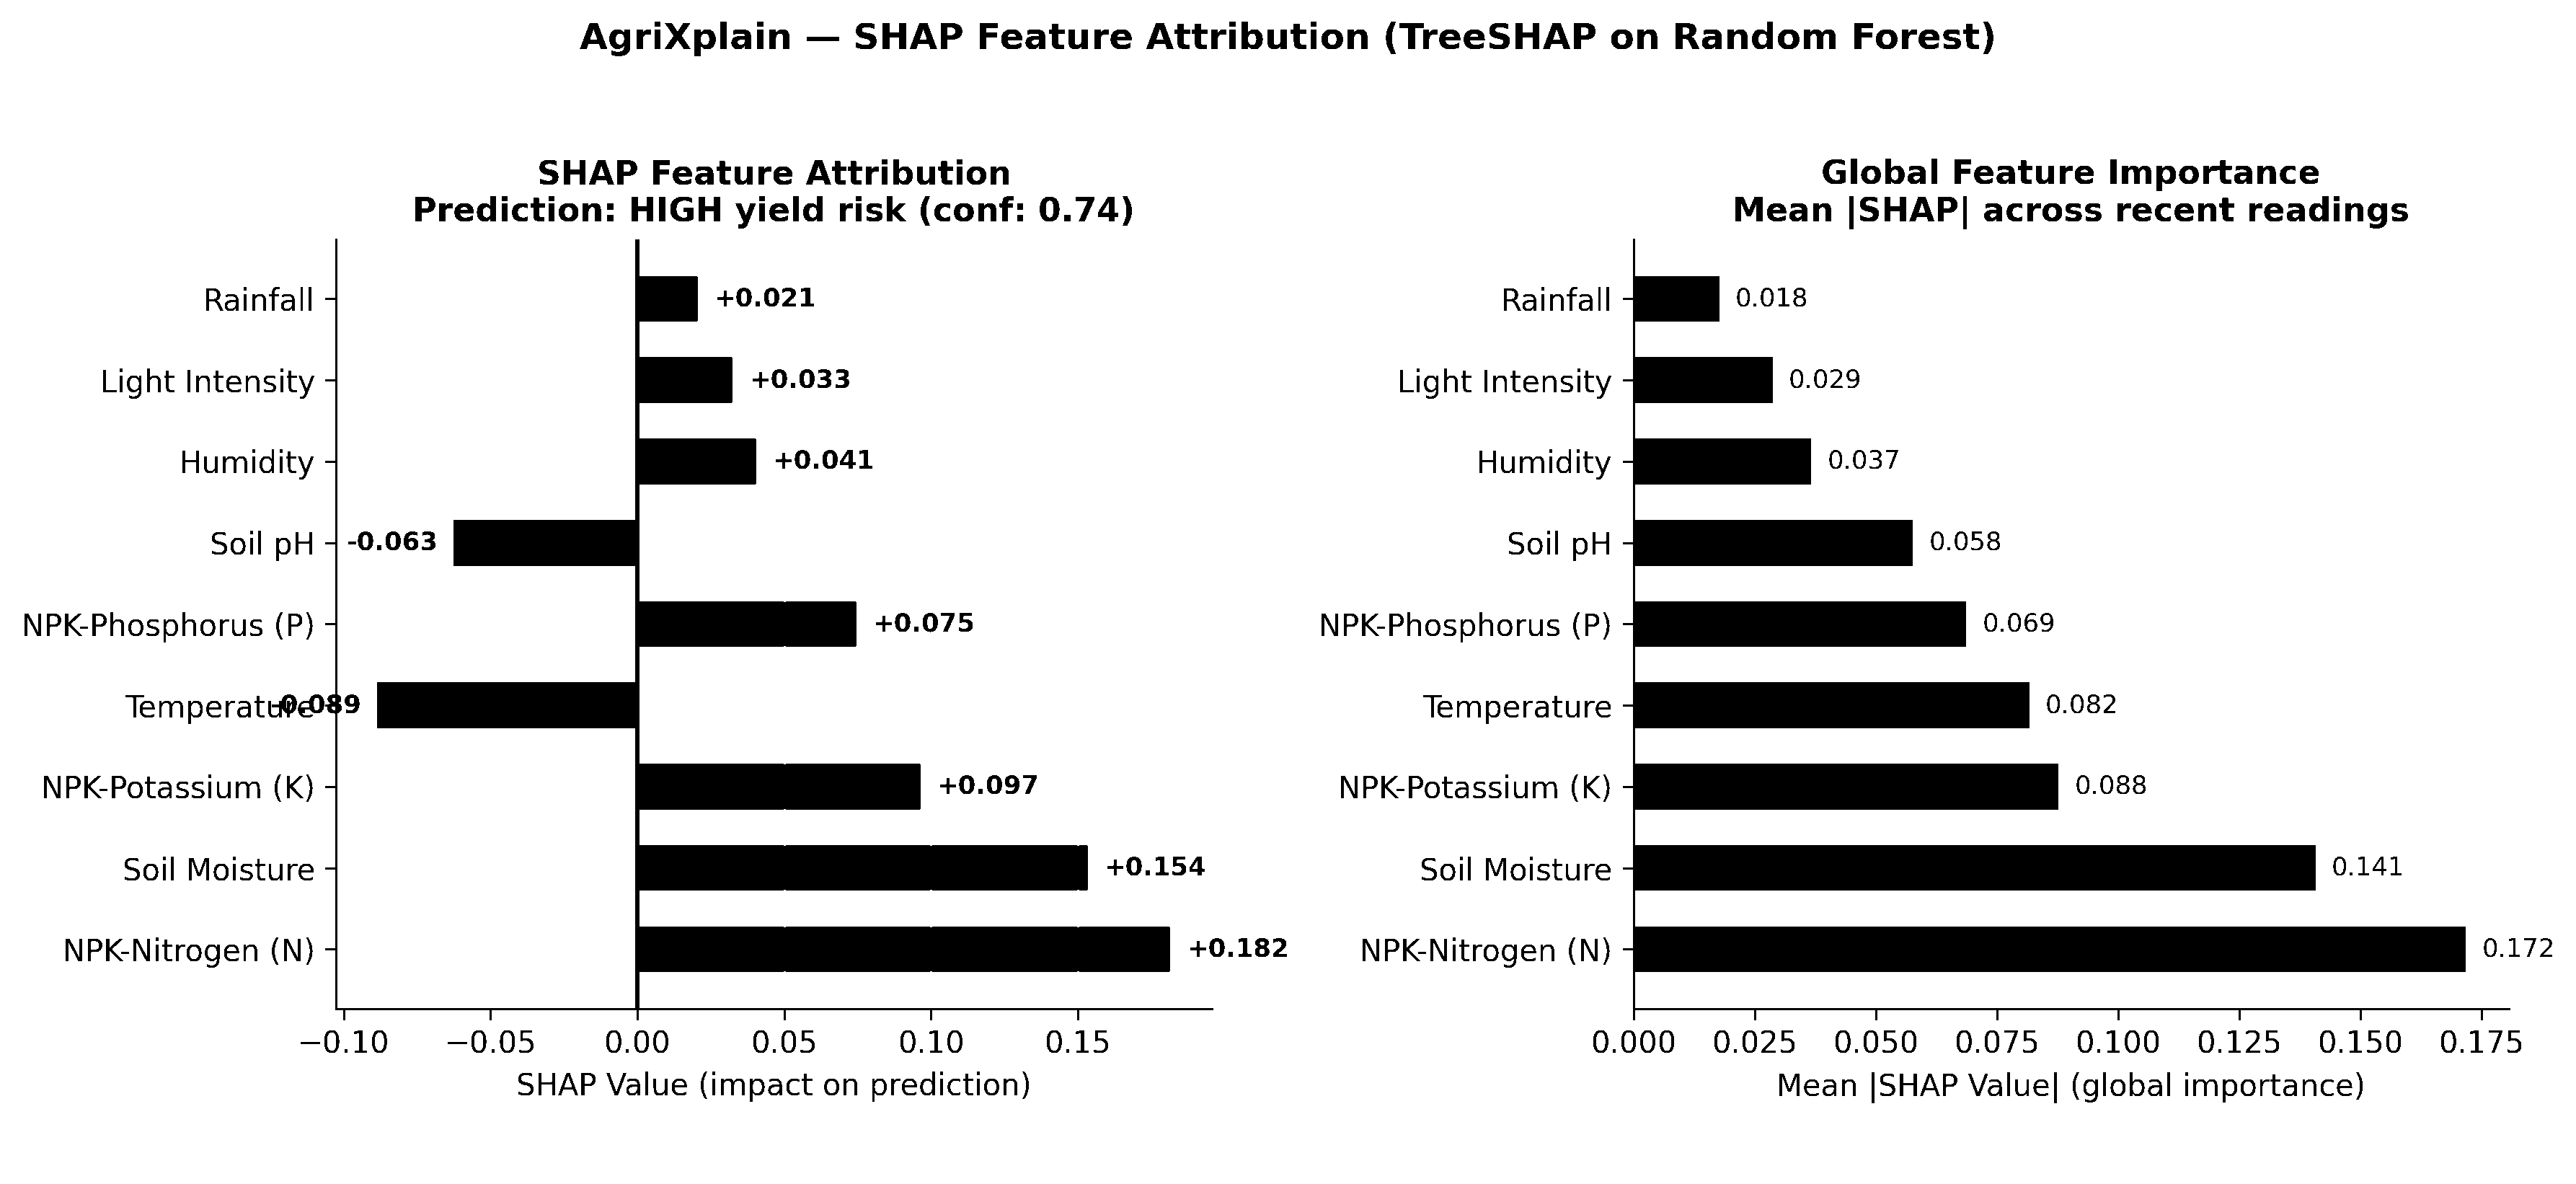 AgriXplain — SHAP Feature Attribution (TreeSHAP on Random Forest)
SHAP Feature Attribution
Prediction: HIGH yield risk (conf: 0.74)
Rainfall
+0.021
Light Intensity
+0.033
Humidity
+0.041
Soil pH
-0.063
NPK-Phosphorus (P)
+0.075
Temperature
-0.089
NPK-Potassium (K)
+0.097
Soil Moisture
+0.154
NPK-Nitrogen (N)
+0.182
−0.10 −0.05 0.00 0.05 0.10 0.15
SHAP Value (impact on prediction)
Global Feature Importance
Mean |SHAP| across recent readings
Rainfall
0.018
Light Intensity
0.029
Humidity
0.037
Soil pH
0.058
NPK-Phosphorus (P)
0.069
Temperature
0.082
NPK-Potassium (K)
0.088
Soil Moisture
0.141
NPK-Nitrogen (N)
0.172
0.000 0.025 0.050 0.075 0.100 0.125 0.150 0.175
Mean |SHAP Value| (global importance)